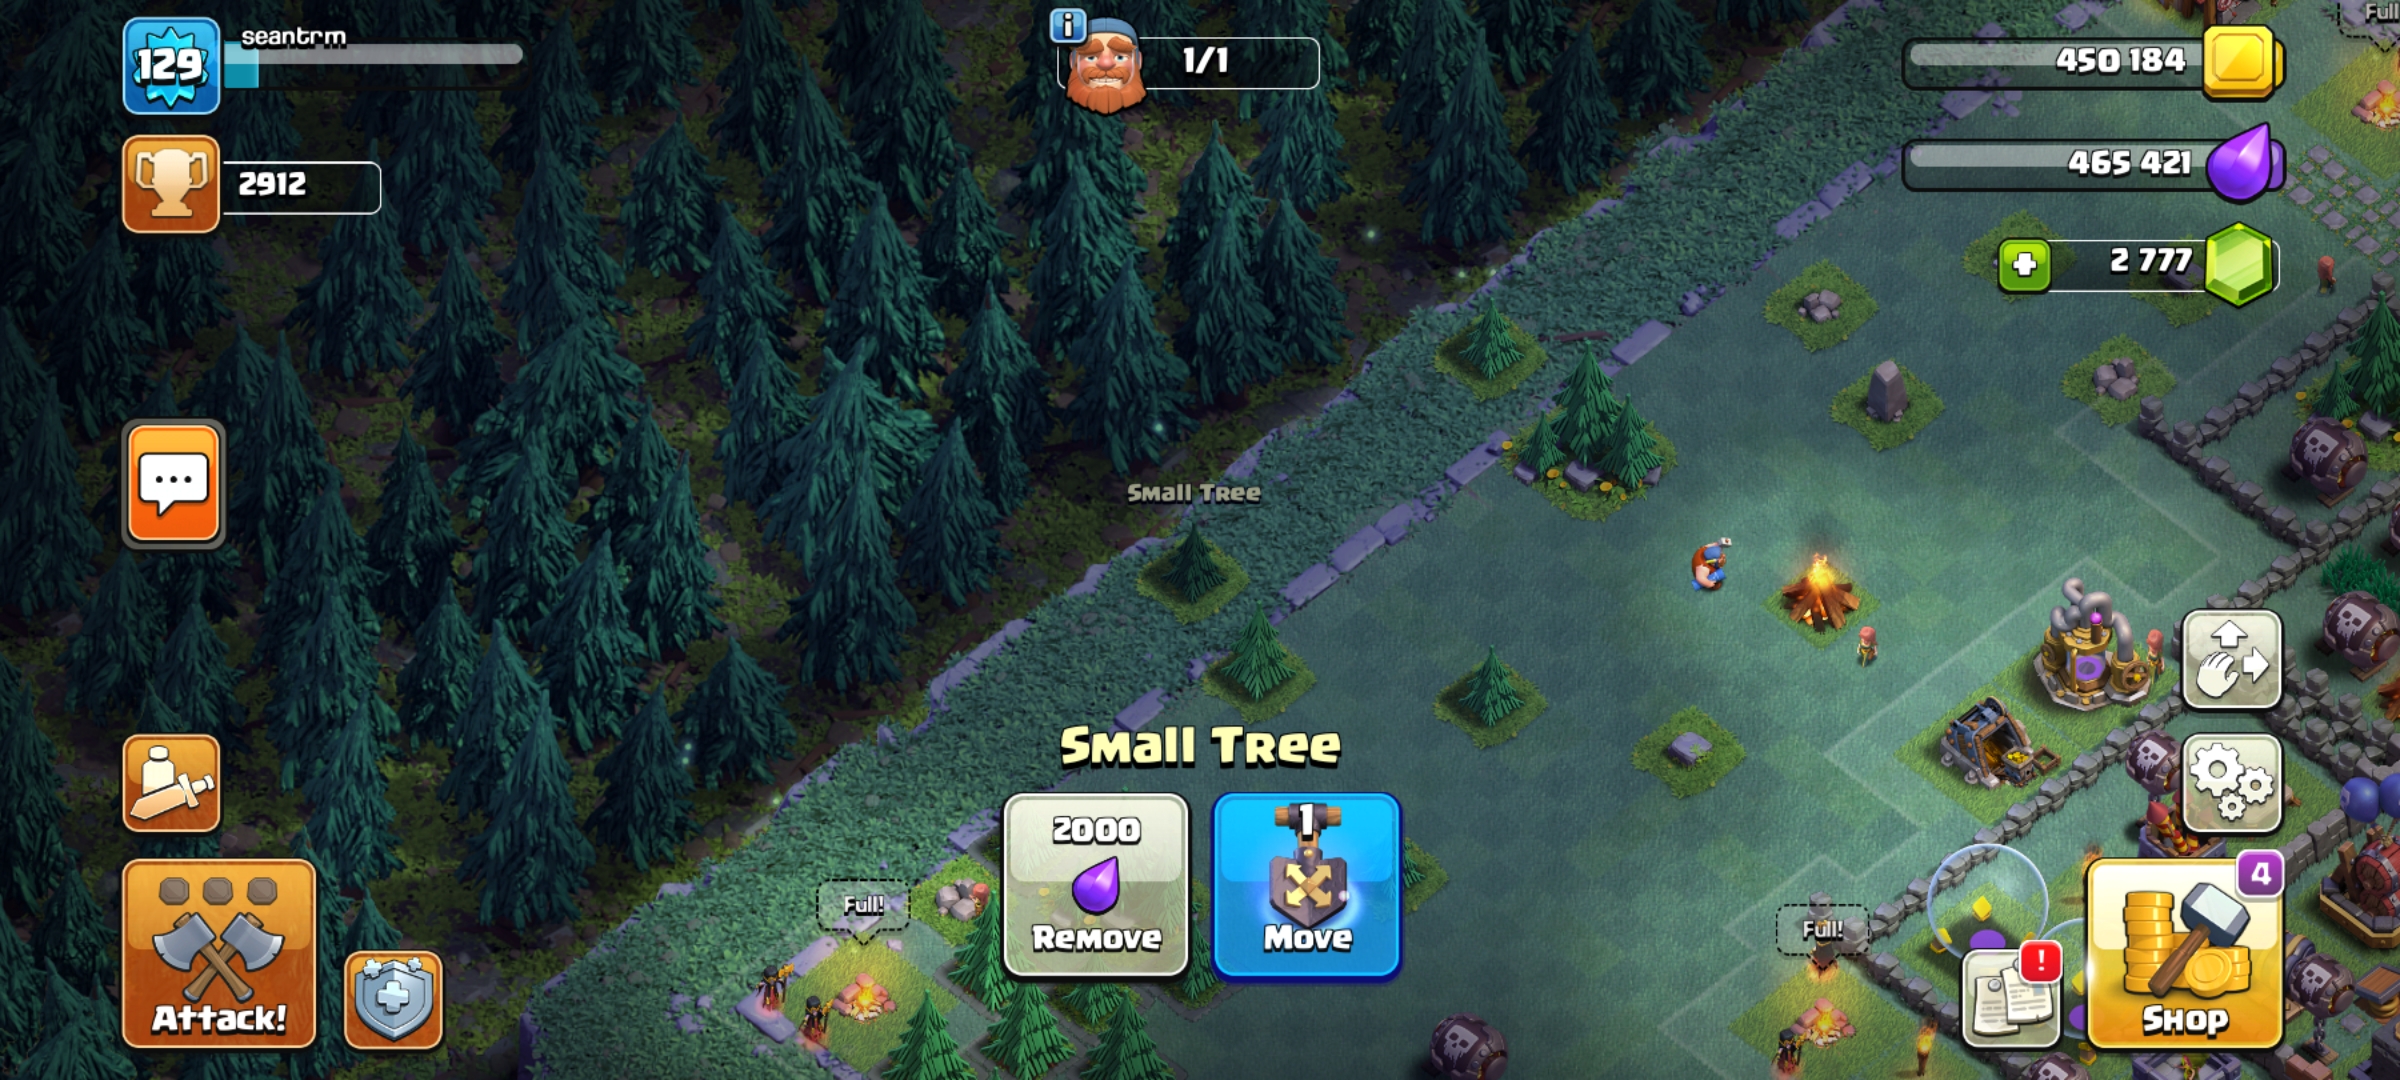 129
seantrm
1/1
450 184
Full
2912
465 421
2 777
Small Tree
Small Tree
2000
Remove
1
Move
Full!
Full!
4
!
Attack!
Shop